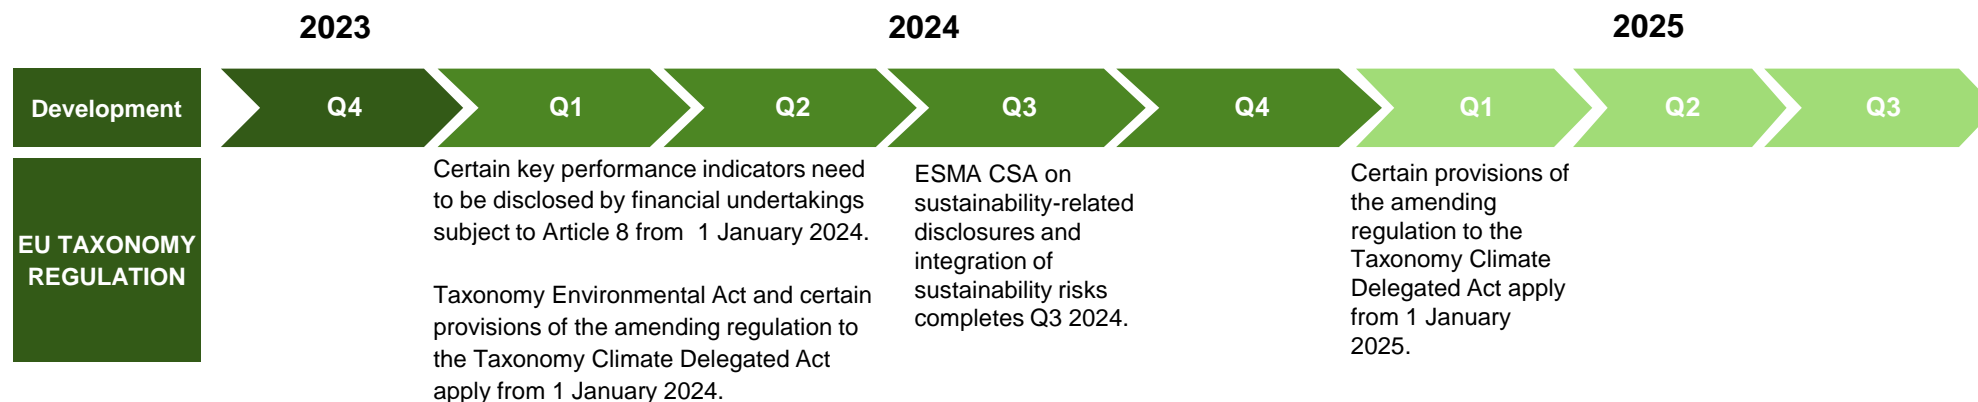 2023
2024
2025
Development
Q4
Q1
Q2
Q3
Q4
Q1
Q2
Q3
EU TAXONOMY
REGULATION
Certain key performance indicators need
to be disclosed by financial undertakings
subject to Article 8 from  1 January 2024.
Taxonomy Environmental Act and certain
provisions of the amending regulation to
the Taxonomy Climate Delegated Act
apply from 1 January 2024.
ESMA CSA on
sustainability-related
disclosures and
integration of
sustainability risks
completes Q3 2024.
Certain provisions of
the amending
regulation to the
Taxonomy Climate
Delegated Act apply
from 1 January
2025.